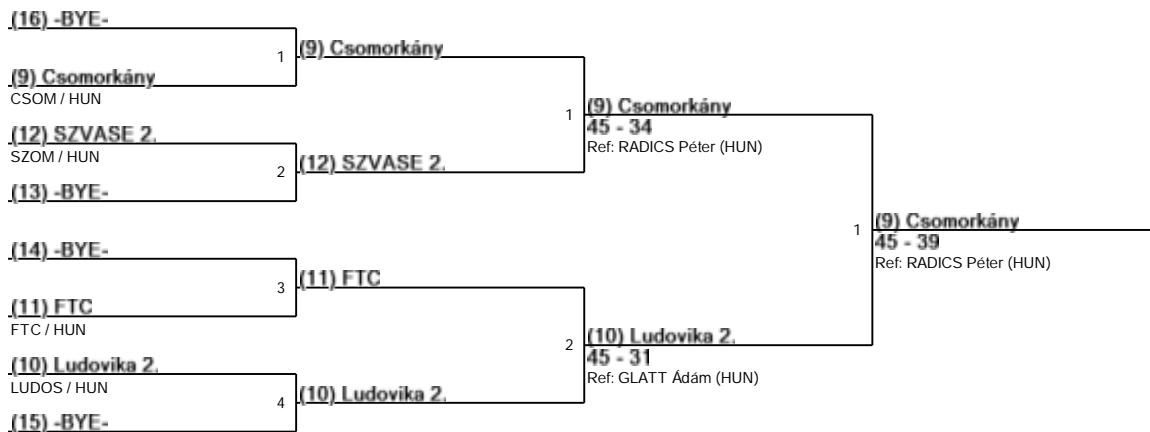 (16) -BYE-
1
(9) Csomorkány
(9) Csomorkány
CSOM / HUN
1
(9) Csomorkány
45 - 34
Ref: RADICS Péter (HUN)
(12) SZVASE 2.
SZOM / HUN
2
(12) SZVASE 2.
(13) -BYE-
1
(9) Csomorkány
45 - 39
Ref: RADICS Péter (HUN)
(14) -BYE-
3
(11) FTC
(11) FTC
FTC / HUN
2
(10) Ludovika 2.
45 - 31
Ref: GLATT Ádám (HUN)
(10) Ludovika 2.
LUDOS / HUN
4
(10) Ludovika 2.
(15) -BYE-